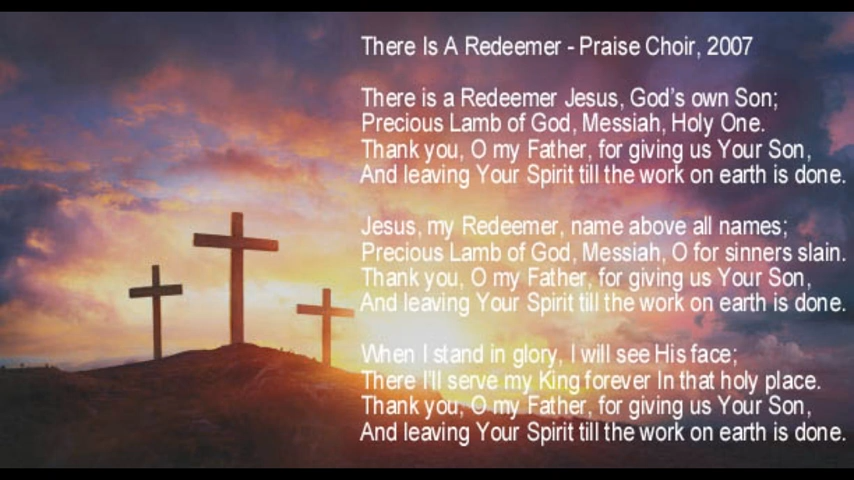 There Is A Redeemer - Praise Choir, 2007
There is a Redeemer Jesus, God's own Son;
Precious Lamb of God, Messiah, Holy One.
Thank you, O my Father, for giving us Your Son,
And leaving Your Spirit till the work on earth is done.
Jesus, my Redeemer, name above all names;
Precious Lamb of God, Messiah, O for sinners slain.
Thank you, O my Father, for giving us Your Son,
And leaving Your Spirit till the work on earth is done.
When I stand in glory, I will see His face;
There I'll serve my King forever In that holy place.
Thank you, O my Father, for giving us Your Son,
And leaving Your Spirit till the work on earth is done.